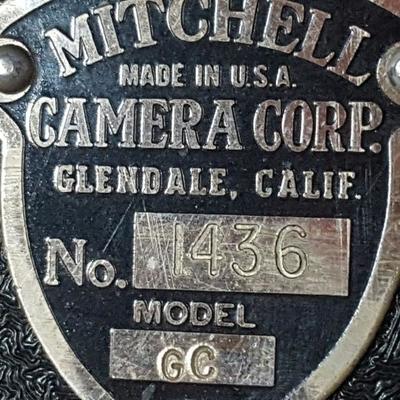 MITCHELL
MADE IN U.S.A.
CAMERA CORP.
GLENDALE, CALIF.
No. 1436
MODEL
GC